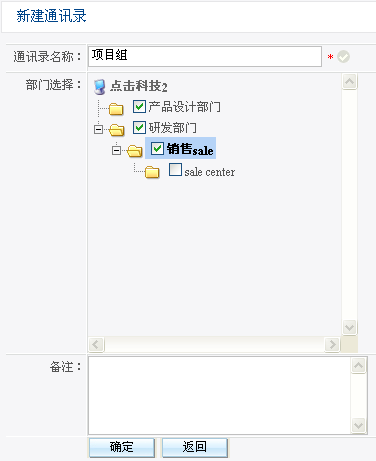 新建通讯录
通讯录名称： 项目组 *
部门选择： 点击科技2
产品设计部门
研发部门
销售sale
sale center
备注：
确定 返回